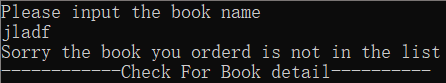 Please input the book name
jladf
Sorry the book you orderd is not in the list
------------Check For Book detail----------